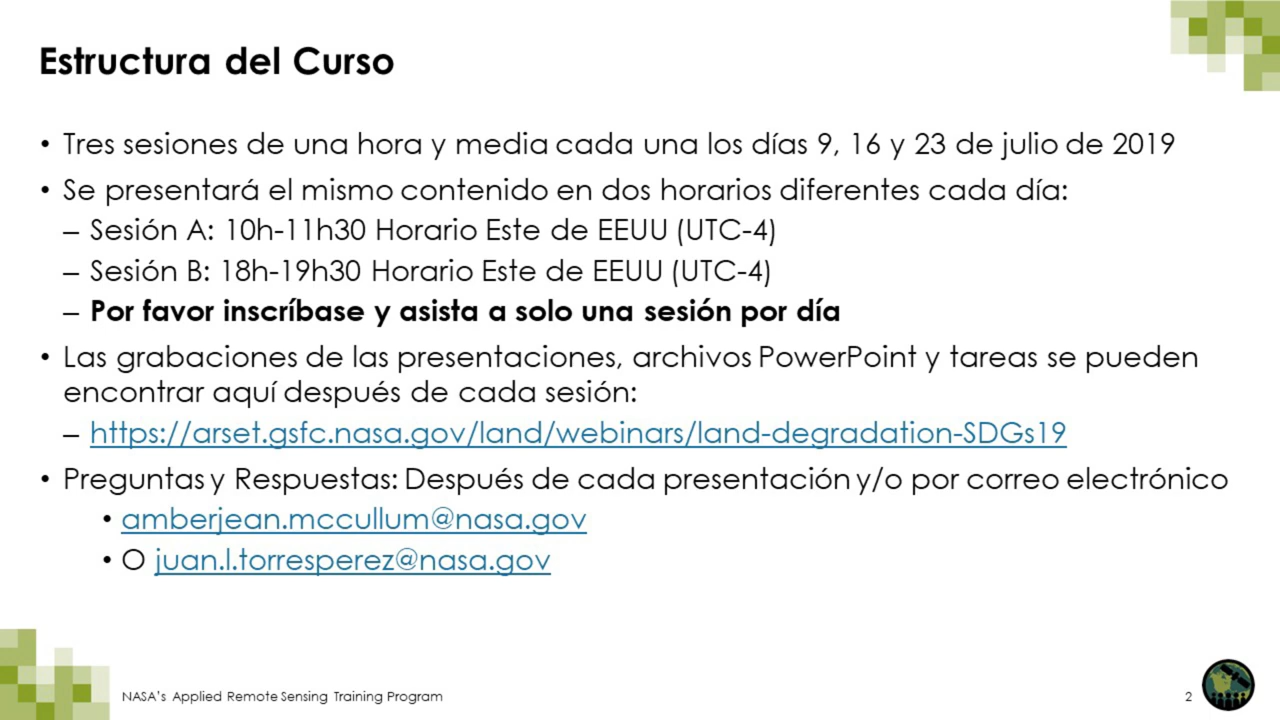 Estructura del Curso
• Tres sesiones de una hora y media cada una los días 9, 16 y 23 de julio de 2019
• Se presentará el mismo contenido en dos horarios diferentes cada día:
– Sesión A: 10h-11h30 Horario Este de EEUU (UTC-4)
– Sesión B: 18h-19h30 Horario Este de EEUU (UTC-4)
– Por favor inscríbase y asista a solo una sesión por día
• Las grabaciones de las presentaciones, archivos PowerPoint y tareas se pueden
encontrar aquí después de cada sesión:
– https://arset.gsfc.nasa.gov/land/webinars/land-degradation-SDGs19
• Preguntas y Respuestas: Después de cada presentación y/o por correo electrónico
• amberjean.mccullum@nasa.gov
• O juan.l.torresperez@nasa.gov
NASA's Applied Remote Sensing Training Program
2